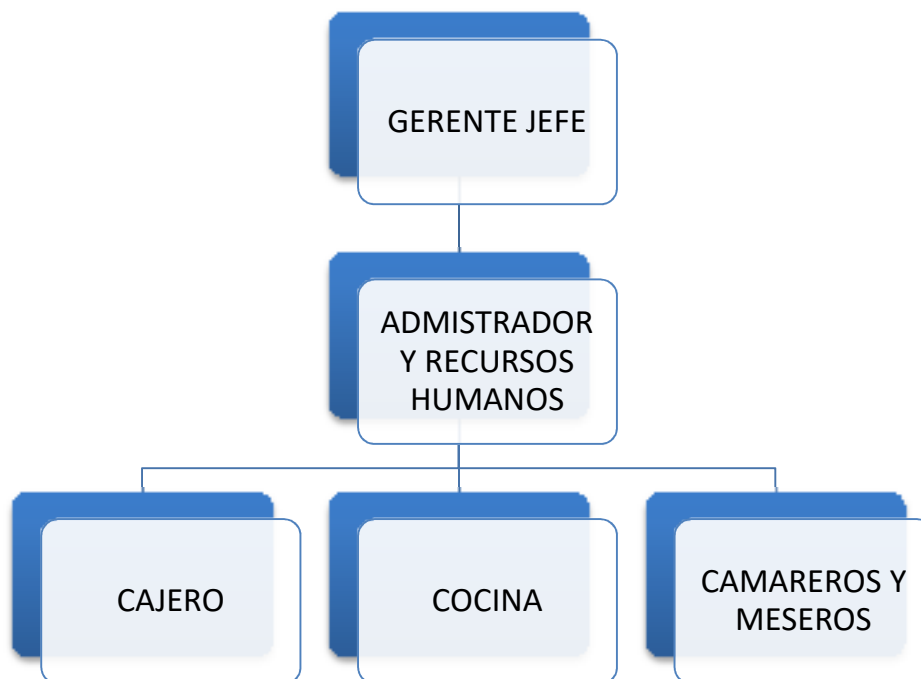 GERENTE JEFE
ADMISTRADOR
Y RECURSOS
HUMANOS
CAJERO
COCINA
CAMAREROS Y
MESEROS